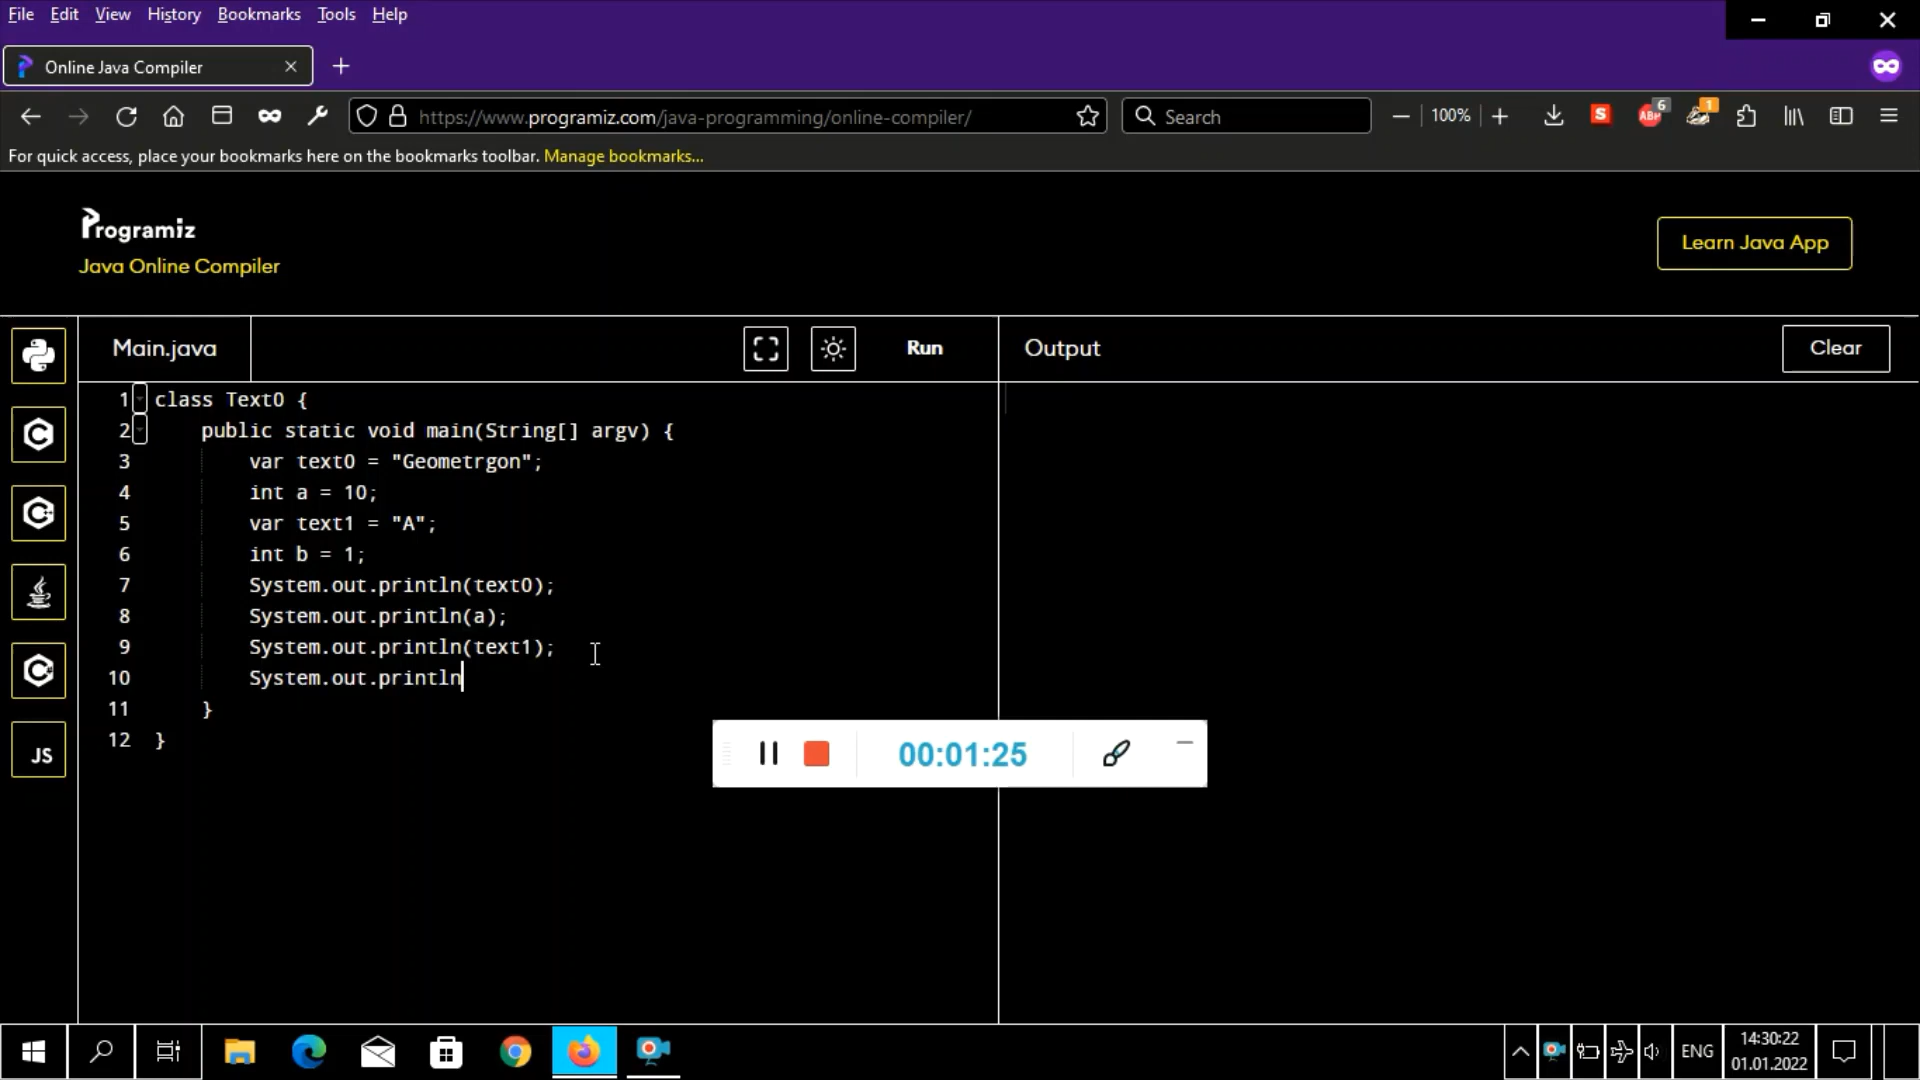 File Edit View History Bookmarks Tools Help
Online Java Compiler
https://www.programiz.com/java-programming/online-compiler/
Search
100%
S
ABP
6
1
For quick access, place your bookmarks here on the bookmarks toolbar. Manage bookmarks...
Programiz
Java Online Compiler
Learn Java App
Main.java
Run
Output
Clear
1 class Text0 {
2 public static void main(String[] argv) {
3 var text0 = "Geometrgon";
4 int a = 10;
5 var text1 = "A";
6 int b = 1;
7 System.out.println(text0);
8 System.out.println(a);
9 System.out.println(text1);
10 System.out.println
11 }
12 }
JS
00:01:25
ENG
14:30:22
01.01.2022